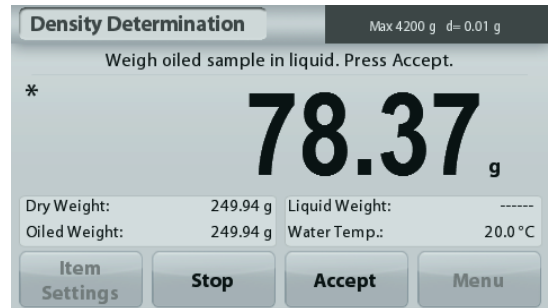 Density Determination
Max 4200 g d= 0.01 g
Weigh oiled sample in liquid. Press Accept.
*
78.37 g
Dry Weight: 249.94 g Liquid Weight: ------
Oiled Weight: 249.94 g Water Temp.: 20.0 °C
Item Settings
Stop
Accept
Menu